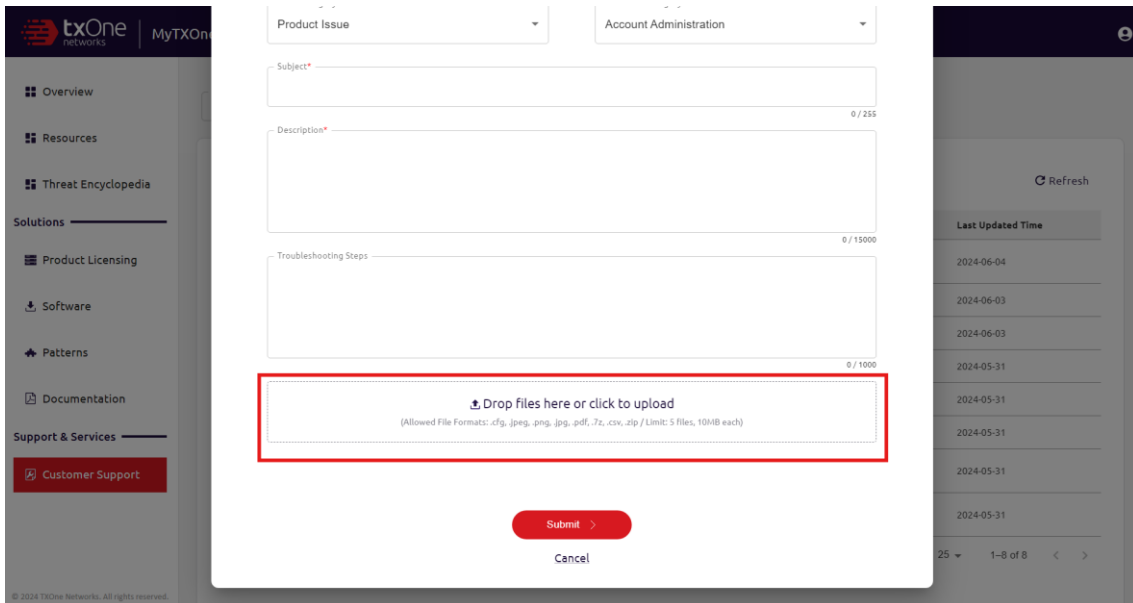 txOne
networks
MyTXOn
Overview
Resources
Threat Encyclopedia
Solutions
Product Licensing
Software
Patterns
Documentation
Support & Services
Customer Support
© 2024 TXOne Networks. All rights reserved.
Product Issue
Account Administration
Subject*
0 / 255
Description*
0 / 15000
Troubleshooting Steps
0 / 1000
Drop files here or click to upload
(Allowed File Formats: .cfg, .jpeg, .png, .jpg, .pdf, .7z, .csv, .zip / Limit: 5 files, 10MB each)
Submit
Cancel
Refresh
Last Updated Time
2024-06-04
2024-06-03
2024-06-03
2024-05-31
2024-05-31
2024-05-31
2024-05-31
2024-05-31
25
1–8 of 8